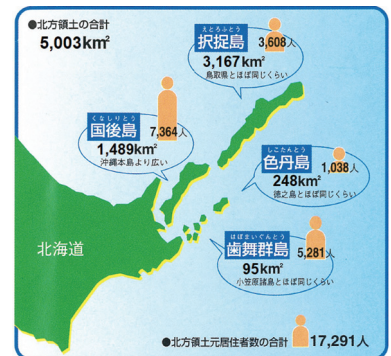 ●北方領土の合計
5,003km²
えとろふとう
択捉島
3,608人
3,167km²
鳥取県とほぼ同じくらい
くなしりとう
国後島
7,364人
1,489km²
沖縄本島より広い
しこたんとう
色丹島
1,038人
248km²
徳之島とほぼ同じくらい
はぼまいぐんとう
歯舞群島
5,281人
95km²
小笠原諸島とほぼ同じくらい
北海道
●北方領土元居住者数の合計
17,291人